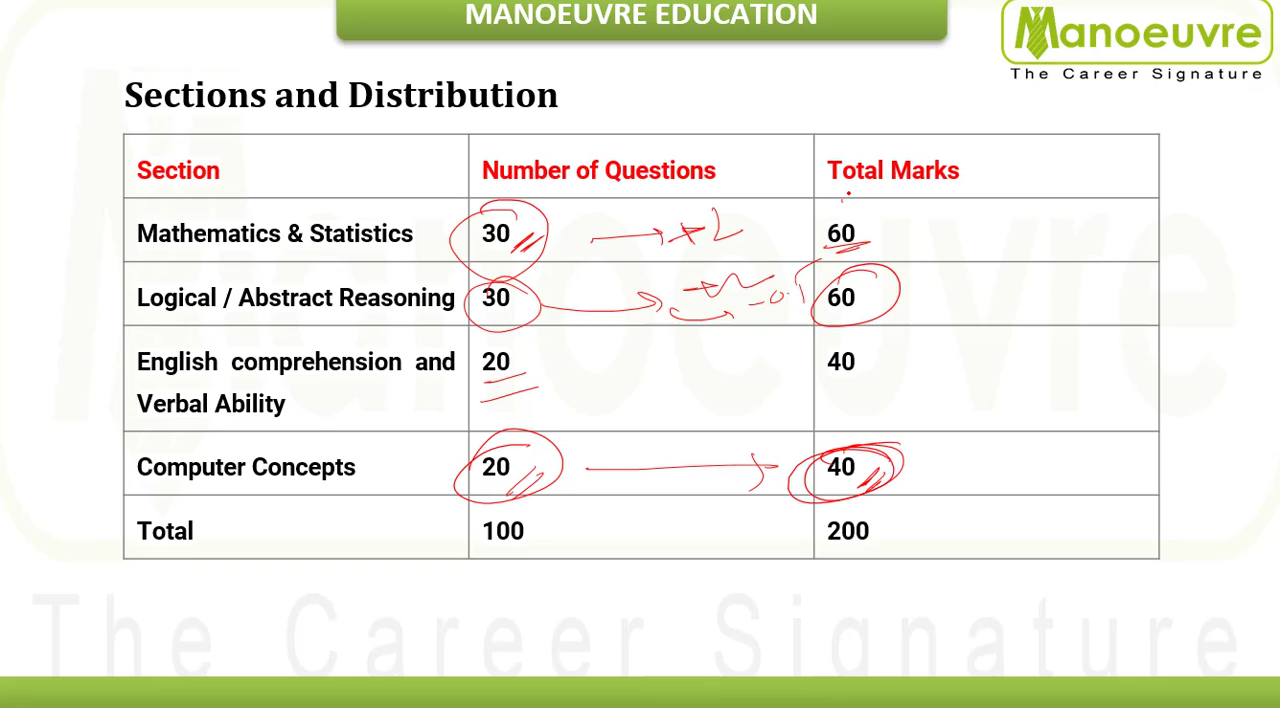 MANOEUVRE EDUCATION
Manoeuvre
The Career Signature
Sections and Distribution
Section Number of Questions Total Marks
Mathematics & Statistics 30 +2 60
Logical / Abstract Reasoning 30 60
English comprehension and 20 40
Verbal Ability
Computer Concepts 20 40
Total 100 200
Manoeuvre
The Career Signature